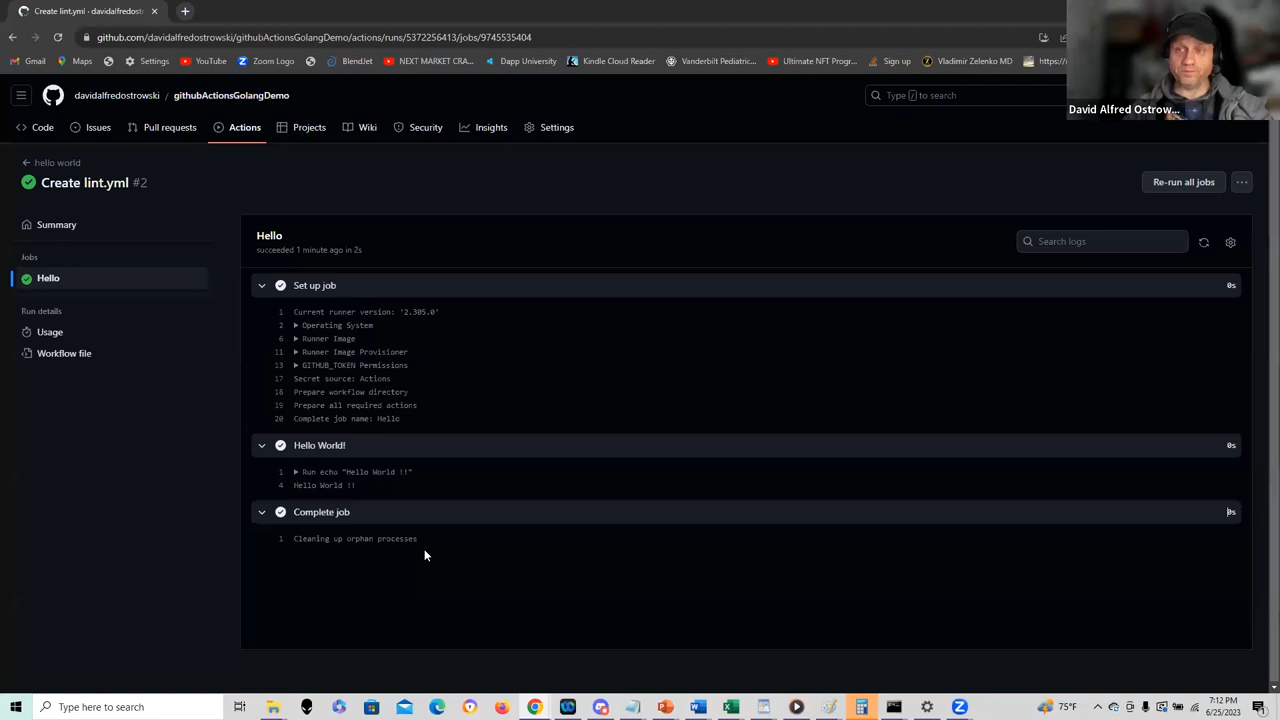 Create lint.yml · davidalfredostr
github.com/davidalfredostrowski/githubActionsGolangDemo/actions/runs/5372256413/jobs/9745535404
Gmail
Maps
Settings
YouTube
Zoom Logo
BlendJet
NEXT MARKET CRA...
Dapp University
Kindle Cloud Reader
Vanderbilt Pediatric...
Ultimate NFT Progra...
Sign up
Vladimir Zelenko MD
https://
David Alfred Ostrow...
davidalfredostrowski / githubActionsGolangDemo
Type / to search
Code
Issues
Pull requests
Actions
Projects
Wiki
Security
Insights
Settings
hello world
Create lint.yml #2
Re-run all jobs
Summary
Jobs
Hello
Run details
Usage
Workflow file
Hello
succeeded 1 minute ago in 2s
Search logs
Set up job 0s
1 Current runner version: '2.305.0'
2 Operating System
6 Runner Image
11 Runner Image Provisioner
13 GITHUB_TOKEN Permissions
17 Secret source: Actions
18 Prepare workflow directory
19 Prepare all required actions
20 Complete job name: Hello
Hello World! 0s
1 Run echo "Hello World !!"
4 Hello World !!
Complete job 0s
1 Cleaning up orphan processes
Type here to search
75°F
7:12 PM
6/25/2023